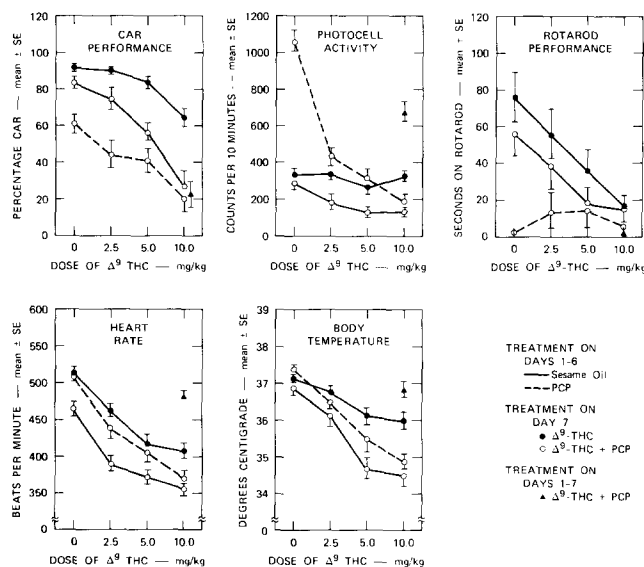 CAR
PERFORMANCE
PERCENTAGE CAR — mean ± SE
120
100
80
60
40
20
0
0 2.5 5.0 10.0
DOSE OF Δ⁹ THC — mg/kg
PHOTOCELL
ACTIVITY
COUNTS PER 10 MINUTES -- mean ± SE
1200
1000
800
600
400
200
0
0 2.5 5.0 10.0
DOSE OF Δ⁹ THC --- mg/kg
ROTAROD
PERFORMANCE
SECONDS ON ROTAROD — mean + SE
100
80
60
40
20
0
0 2.5 5.0 10.0
DOSE OF Δ⁹-THC — mg/kg
HEART
RATE
BEATS PER MINUTE — mean ± SE
600
550
500
450
400
350
0
0 2.5 5.0 10.0
DOSE OF Δ⁹ THC — mg/kg
BODY
TEMPERATURE
DEGREES CENTIGRADE — mean ± SE
39
38
37
36
35
34
0
0 2.5 5.0 10.0
DOSE OF Δ⁹ THC — mg/kg
TREATMENT ON
DAYS 1-6
Sesame Oil
PCP
TREATMENT ON
DAY 7
Δ⁹-THC
Δ⁹-THC + PCP
TREATMENT ON
DAYS 1-7
Δ⁹-THC + PCP